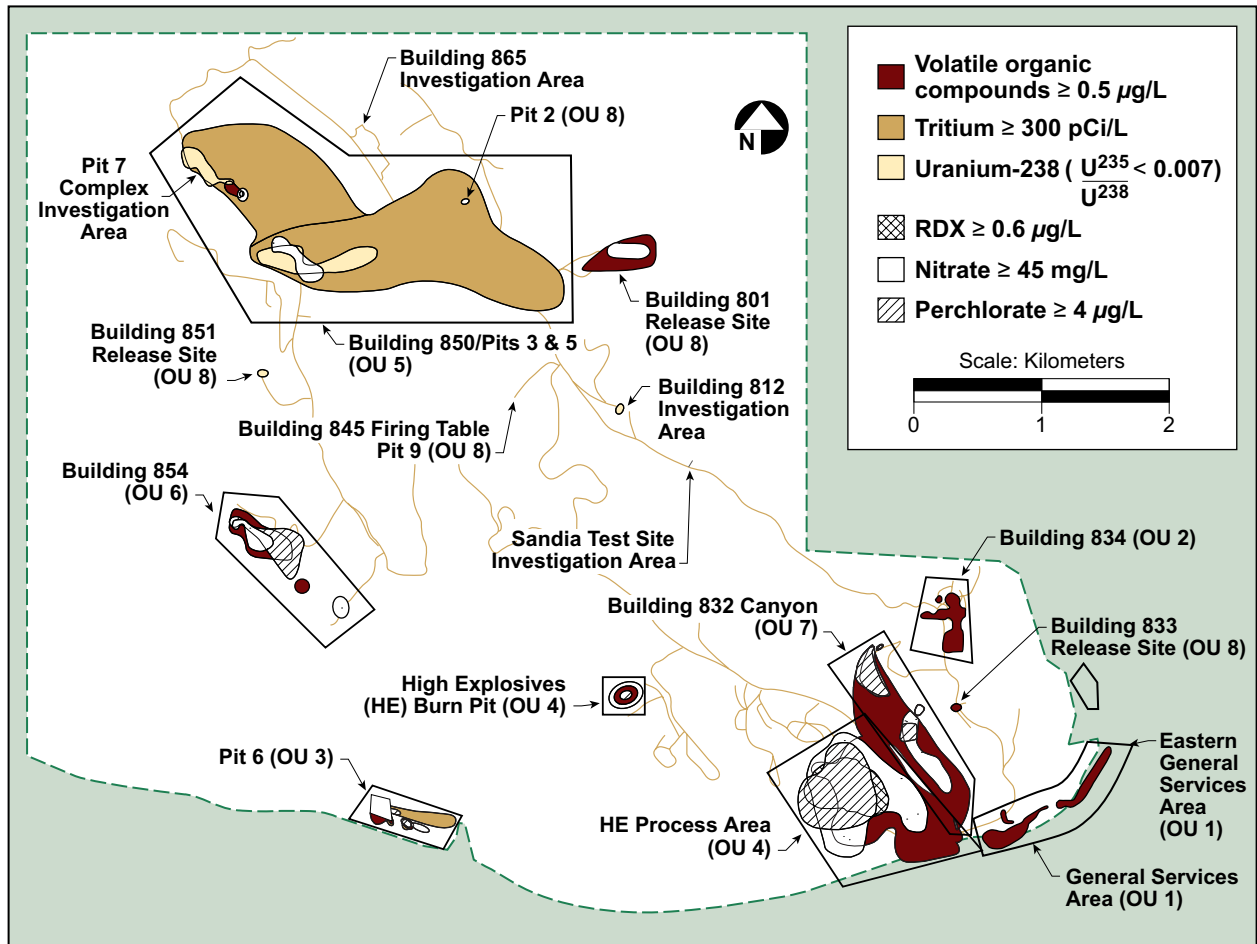 Building 865
Investigation Area
Pit 2 (OU 8)
N
Pit 7
Complex
Investigation
Area
Building 801
Release Site
(OU 8)
Building 851
Release Site
(OU 8)
Building 850/Pits 3 & 5
(OU 5)
Building 812
Investigation
Area
Building 845 Firing Table
Pit 9 (OU 8)
Building 854
(OU 6)
Sandia Test Site
Investigation Area
Building 834 (OU 2)
Building 832 Canyon
(OU 7)
Building 833
Release Site (OU 8)
High Explosives
(HE) Burn Pit (OU 4)
Pit 6 (OU 3)
Eastern
General
Services
Area
(OU 1)
HE Process Area
(OU 4)
General Services
Area (OU 1)
Volatile organic
compounds ≥ 0.5 µg/L
Tritium ≥ 300 pCi/L
Uranium-238 ( U²³⁵ < 0.007)
U²³⁸
RDX ≥ 0.6 µg/L
Nitrate ≥ 45 mg/L
Perchlorate ≥ 4 µg/L
Scale: Kilometers
0 1 2